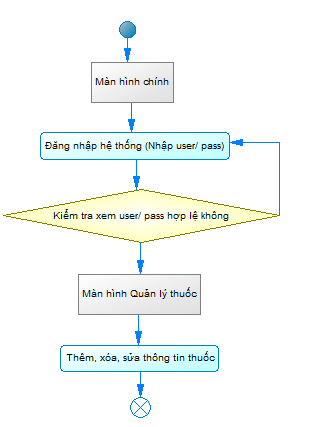 Màn hình chính
Đăng nhập hệ thống (Nhập user/ pass)
Kiểm tra xem user/ pass hợp lệ không
Màn hình Quản lý thuốc
Thêm, xóa, sửa thông tin thuốc